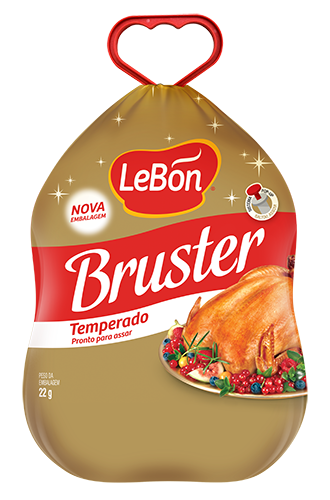 LeBon
NOVA
EMBALAGEM
Bruster
Temperado
Pronto para assar
PESO DA
EMBALAGEM
22 g